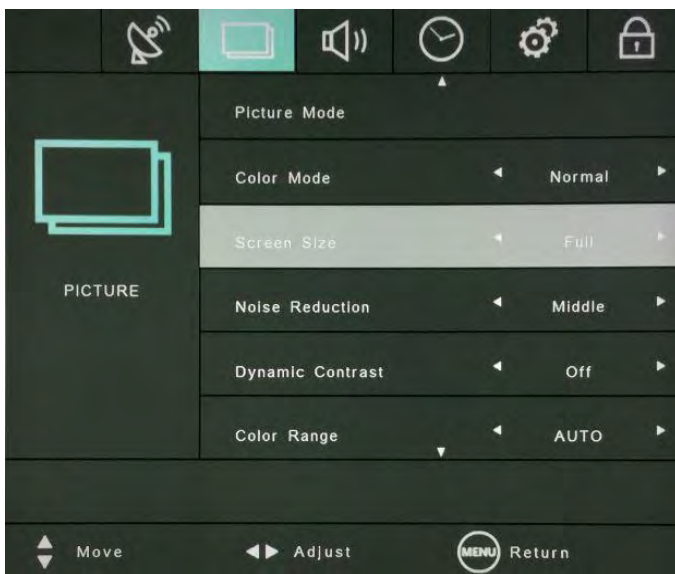 Picture Mode
Color Mode Normal
Screen Size Full
PICTURE
Noise Reduction Middle
Dynamic Contrast Off
Color Range AUTO
Move Adjust MENU Return